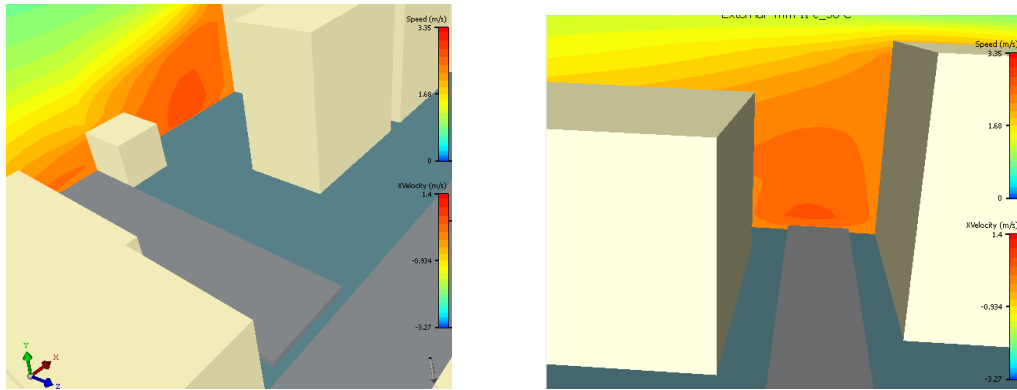 Speed (m/s)
3.35
1.68
0
XVelocity (m/s)
1.4
-0.934
-3.27
Y
X
Z
Speed (m/s)
3.35
1.68
0
XVelocity (m/s)
1.4
-0.934
-3.27